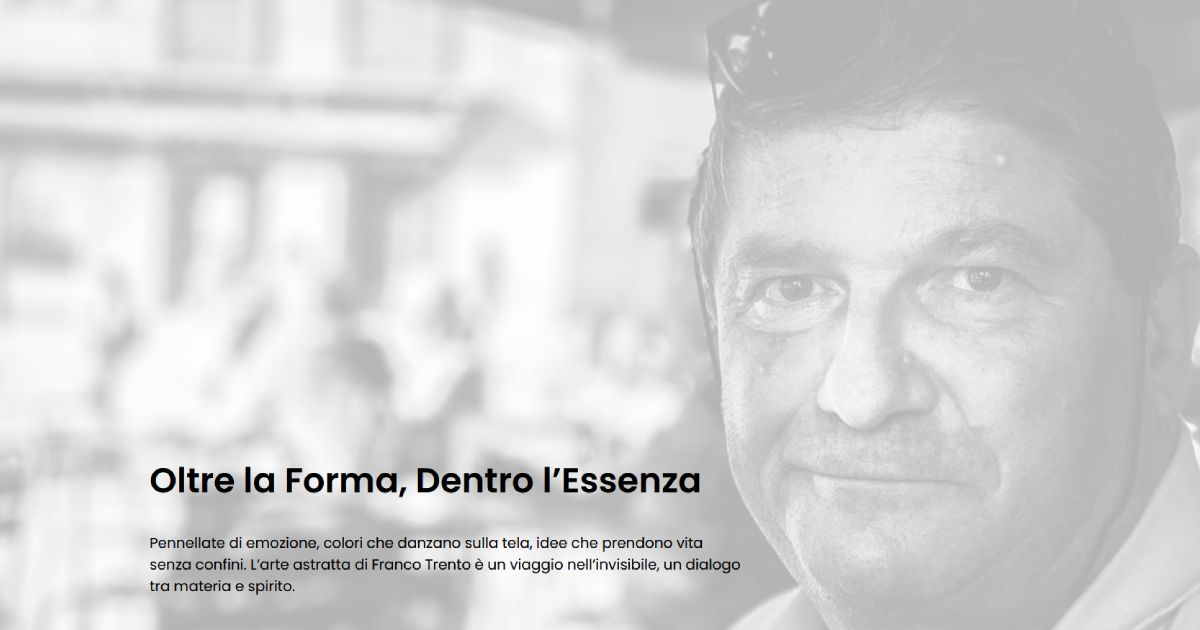 Oltre la Forma, Dentro l’Essenza
Pennellate di emozione, colori che danzano sulla tela, idee che prendono vita
senza confini. L’arte astratta di Franco Trento è un viaggio nell’invisibile, un dialogo
tra materia e spirito.